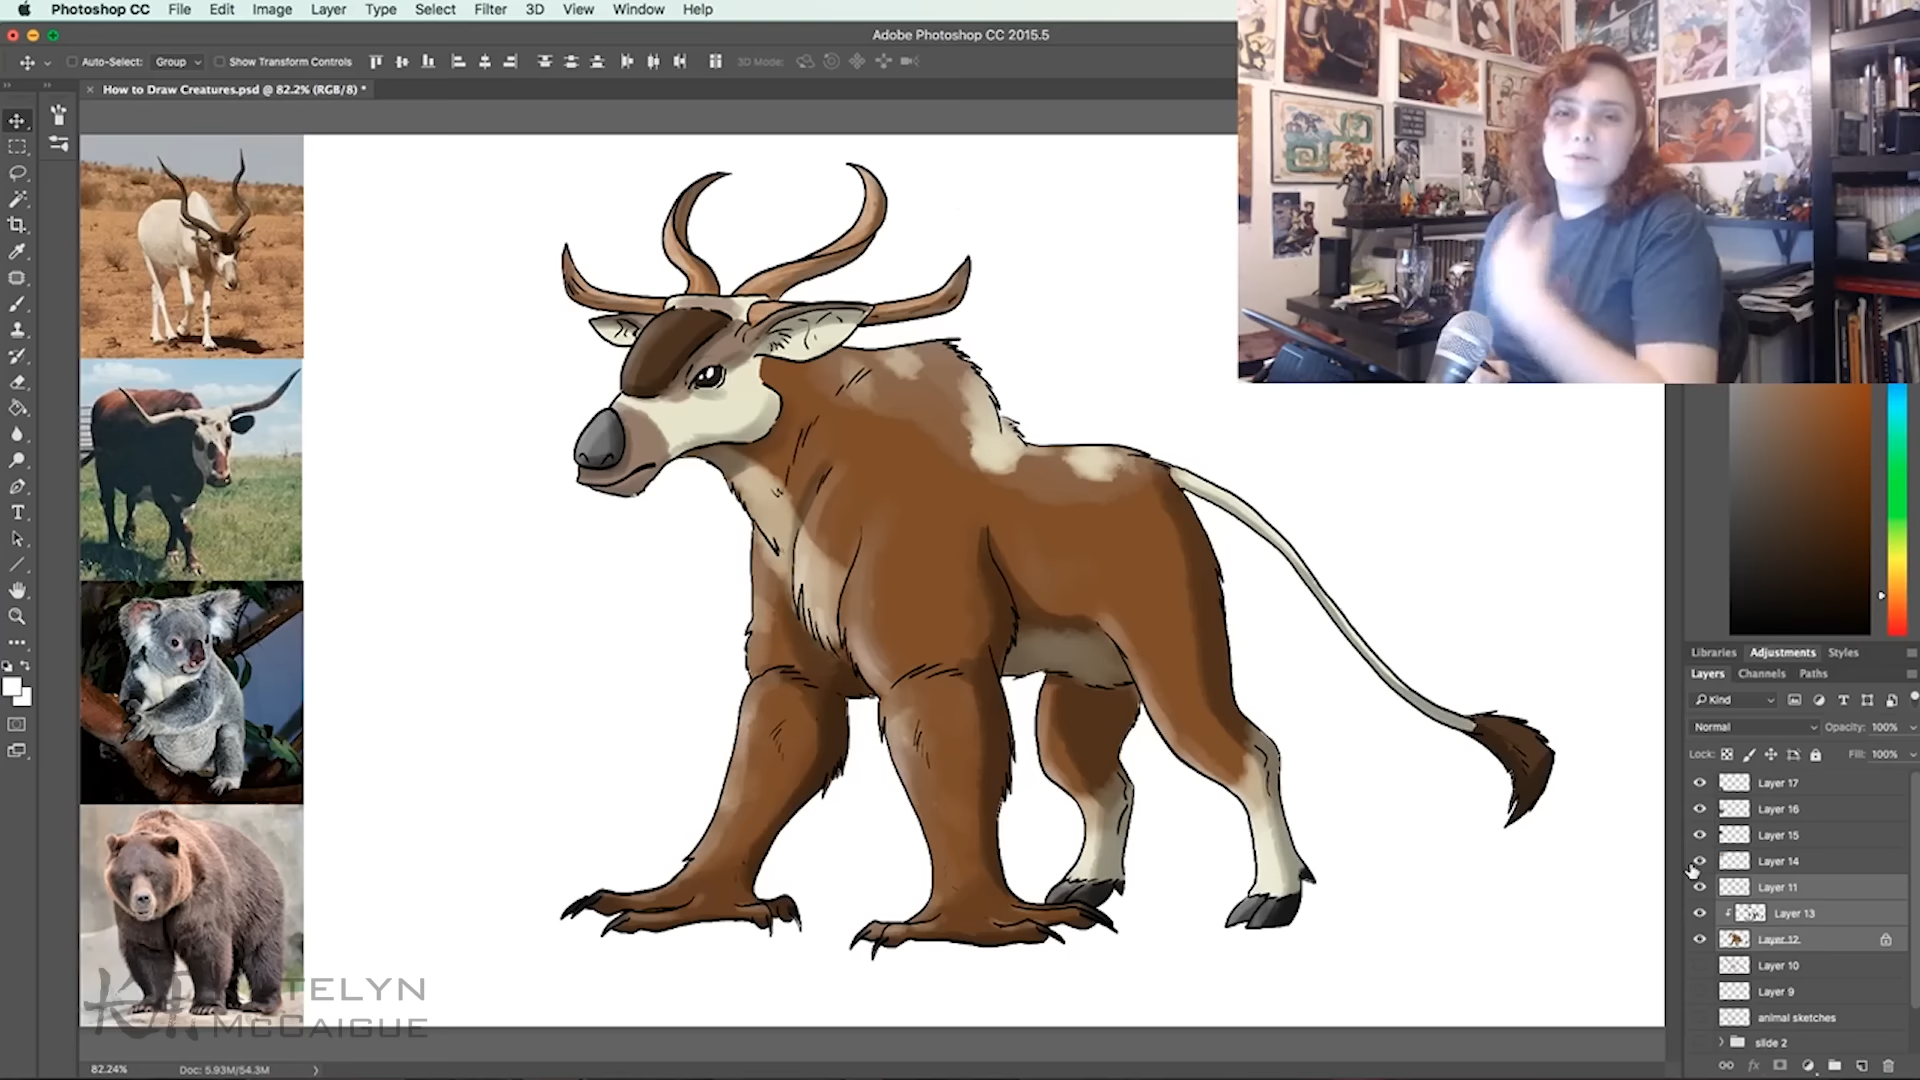 Photoshop CC File Edit Image Layer Type Select Filter 3D View Window Help
Adobe Photoshop CC 2015.5
Auto-Select: Group Show Transform Controls 3D Mode:
× How to Draw Creatures.psd @ 82.2% (RGB/8) *
Libraries Adjustments Styles
Layers Channels Paths
Kind
Normal Opacity: 100%
Lock: Fill: 100%
Layer 17
Layer 16
Layer 15
Layer 14
Layer 11
Layer 13
Layer 12
Layer 10
Layer 9
animal sketches
slide 2
McCaigue
82.24% Doc: 5.93M/54.3M